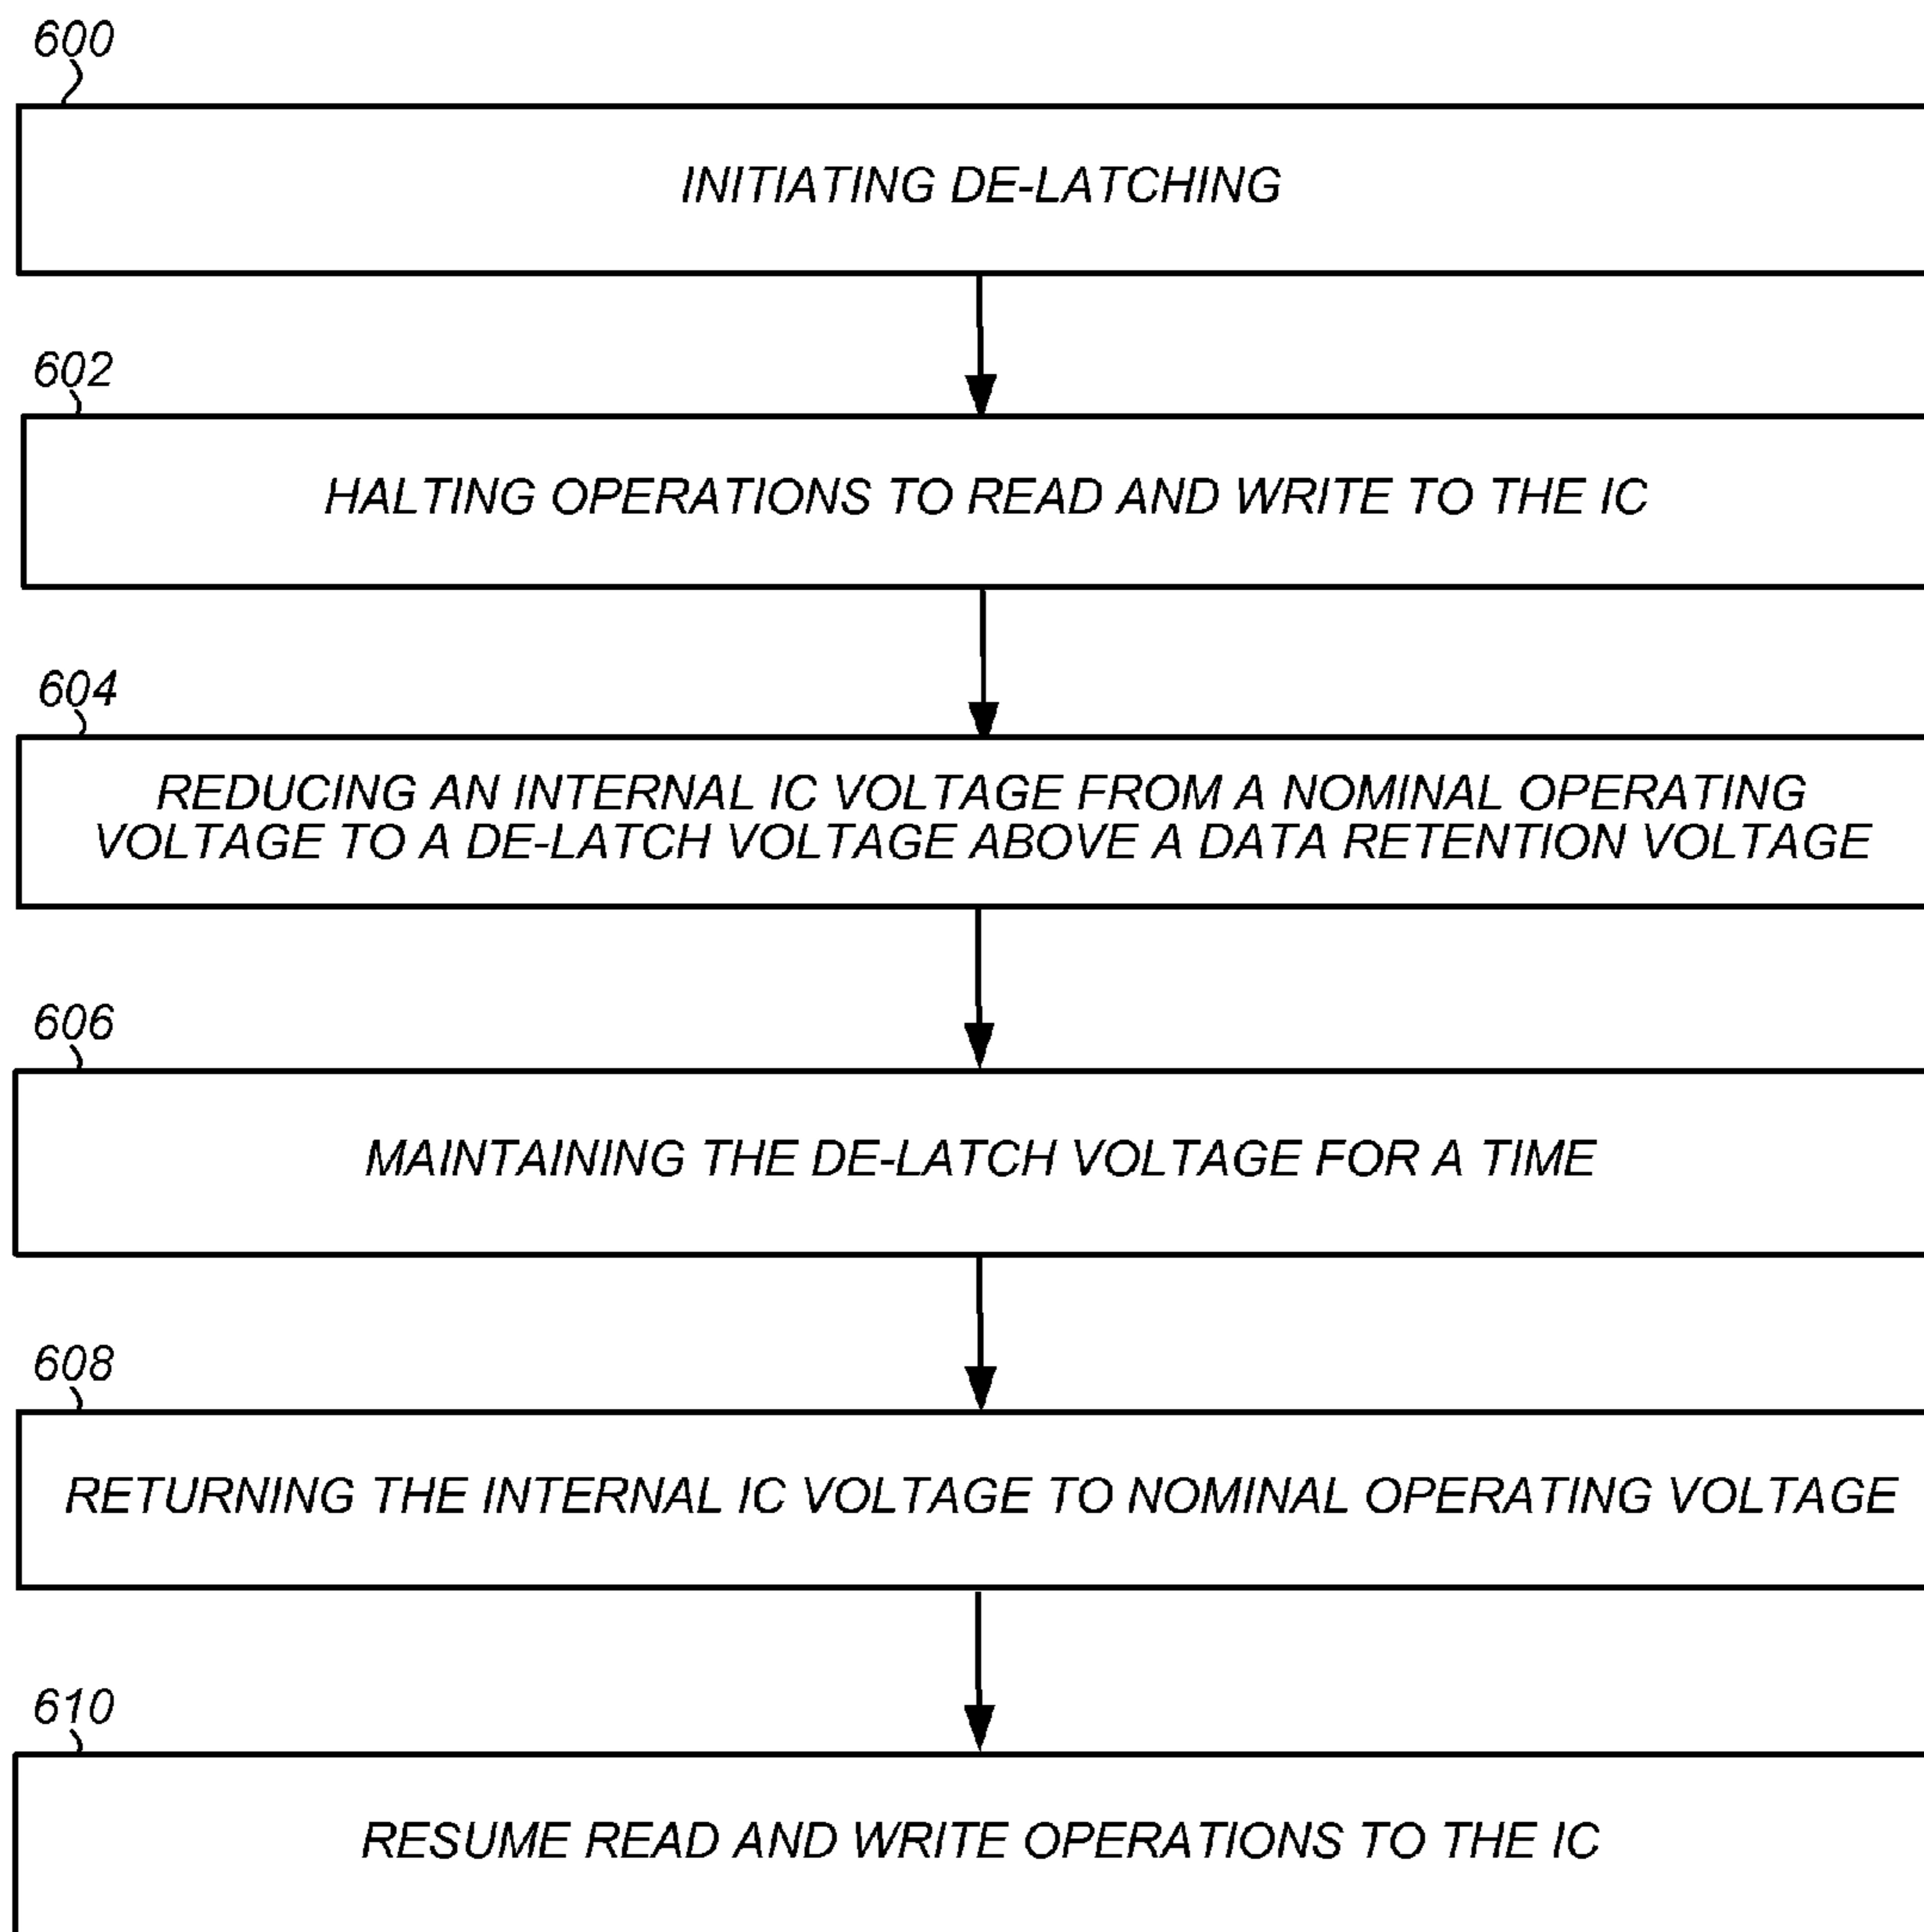 600
INITIATING DE-LATCHING
602
HALTING OPERATIONS TO READ AND WRITE TO THE IC
604
REDUCING AN INTERNAL IC VOLTAGE FROM A NOMINAL OPERATING
VOLTAGE TO A DE-LATCH VOLTAGE ABOVE A DATA RETENTION VOLTAGE
606
MAINTAINING THE DE-LATCH VOLTAGE FOR A TIME
608
RETURNING THE INTERNAL IC VOLTAGE TO NOMINAL OPERATING VOLTAGE
610
RESUME READ AND WRITE OPERATIONS TO THE IC